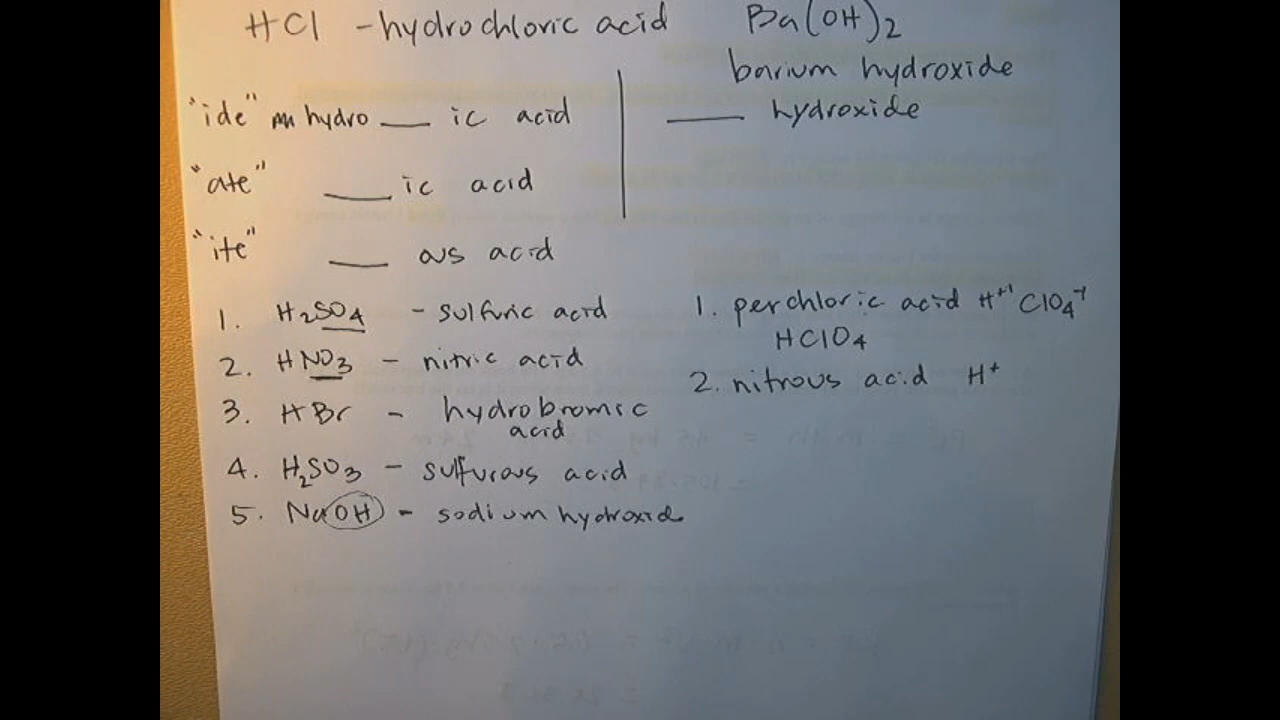 HCl - hydrochloric acid
Ba(OH)2
barium hydroxide
"ide" hydro ___ ic acid
___ hydroxide
"ate" ___ ic acid
"ite" ___ ous acid
1. H2SO4 - sulfuric acid
2. HNO3 - nitric acid
3. HBr - hydrobromic
acid
4. H2SO3 - sulfurous acid
5. NaOH - sodium hydroxide
1. perchloric acid H+1 ClO4-1
HClO4
2. nitrous acid H+